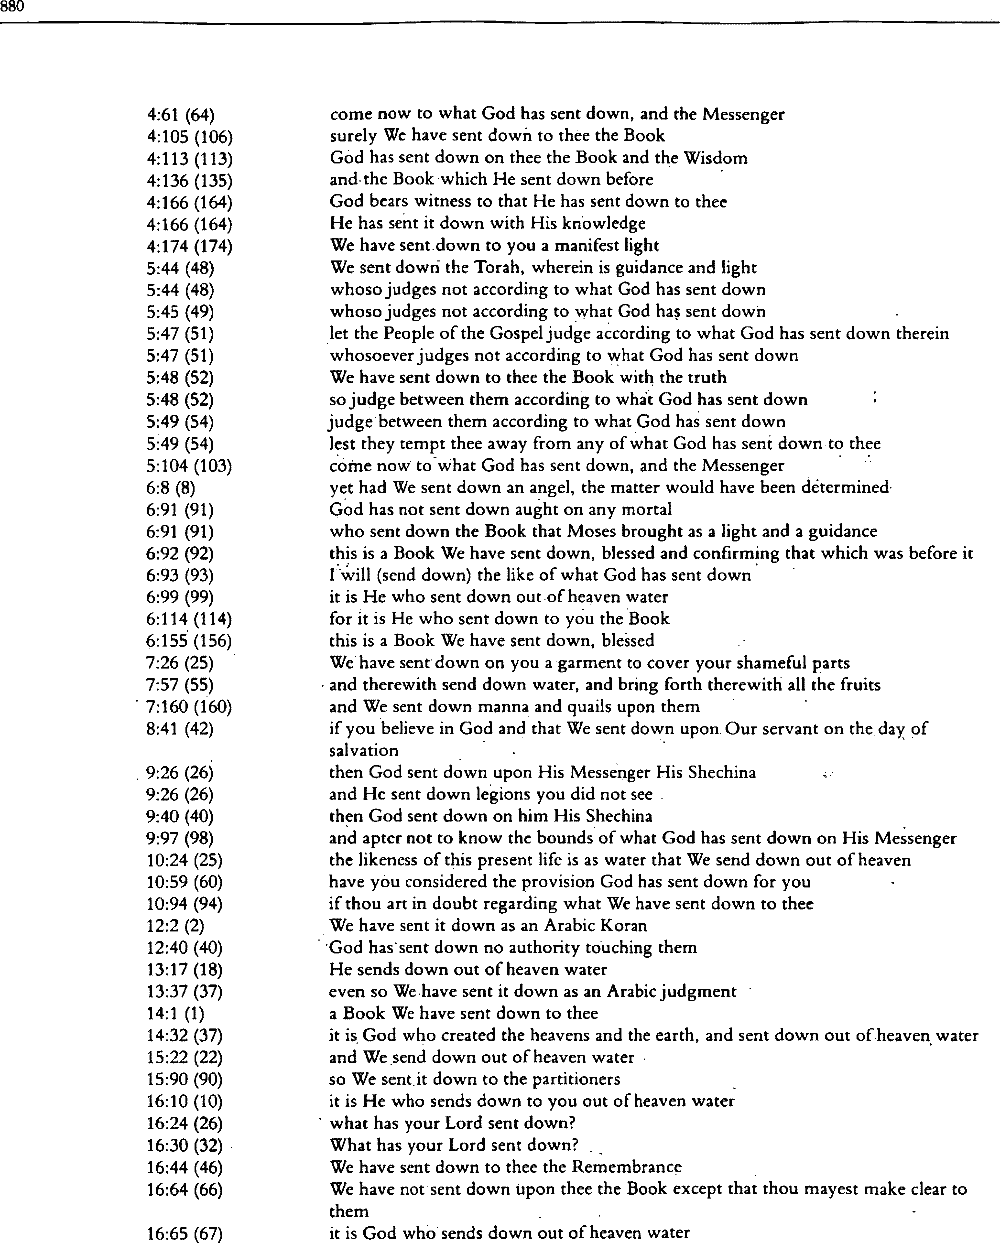 880
4:61 (64) come now to what God has sent down, and the Messenger
4:105 (106) surely We have sent down to thee the Book
4:113 (113) God has sent down on thee the Book and the Wisdom
4:136 (135) and the Book which He sent down before
4:166 (164) God bears witness to that He has sent down to thee
4:166 (164) He has sent it down with His knowledge
4:174 (174) We have sent down to you a manifest light
5:44 (48) We sent down the Torah, wherein is guidance and light
5:44 (48) whoso judges not according to what God has sent down
5:45 (49) whoso judges not according to what God has sent down
5:47 (51) let the People of the Gospel judge according to what God has sent down therein
5:47 (51) whosoever judges not according to what God has sent down
5:48 (52) We have sent down to thee the Book with the truth
5:48 (52) so judge between them according to what God has sent down
5:49 (54) judge between them according to what God has sent down
5:49 (54) lest they tempt thee away from any of what God has sent down to thee
5:104 (103) come now to what God has sent down, and the Messenger
6:8 (8) yet had We sent down an angel, the matter would have been determined
6:91 (91) God has not sent down aught on any mortal
6:91 (91) who sent down the Book that Moses brought as a light and a guidance
6:92 (92) this is a Book We have sent down, blessed and confirming that which was before it
6:93 (93) I will (send down) the like of what God has sent down
6:99 (99) it is He who sent down out of heaven water
6:114 (114) for it is He who sent down to you the Book
6:155 (156) this is a Book We have sent down, blessed
7:26 (25) We have sent down on you a garment to cover your shameful parts
7:57 (55) and therewith send down water, and bring forth therewith all the fruits
7:160 (160) and We sent down manna and quails upon them
8:41 (42) if you believe in God and that We sent down upon Our servant on the day of
salvation
9:26 (26) then God sent down upon His Messenger His Shechina
9:26 (26) and He sent down legions you did not see
9:40 (40) then God sent down on him His Shechina
9:97 (98) and apter not to know the bounds of what God has sent down on His Messenger
10:24 (25) the likeness of this present life is as water that We send down out of heaven
10:59 (60) have you considered the provision God has sent down for you
10:94 (94) if thou art in doubt regarding what We have sent down to thee
12:2 (2) We have sent it down as an Arabic Koran
12:40 (40) God has sent down no authority touching them
13:17 (18) He sends down out of heaven water
13:37 (37) even so We have sent it down as an Arabic judgment
14:1 (1) a Book We have sent down to thee
14:32 (37) it is God who created the heavens and the earth, and sent down out of heaven water
15:22 (22) and We send down out of heaven water
15:90 (90) so We sent it down to the partitioners
16:10 (10) it is He who sends down to you out of heaven water
16:24 (26) what has your Lord sent down?
16:30 (32) What has your Lord sent down?
16:44 (46) We have sent down to thee the Remembrance
16:64 (66) We have not sent down upon thee the Book except that thou mayest make clear to
them
16:65 (67) it is God who sends down out of heaven water